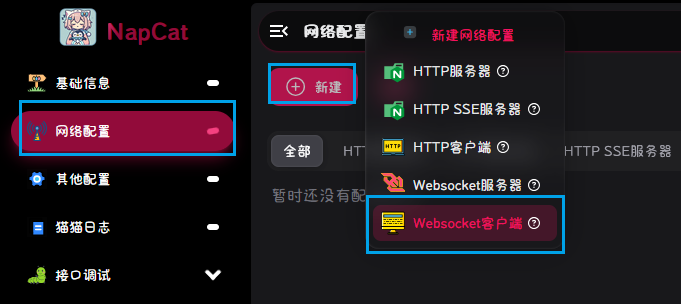 NapCat
基础信息
网络配置
其他配置
猫猫日志
接口调试
网络配置
新建
全部
HT
HTTP SSE服务器
暂时还没有配
新建网络配置
HTTP服务器
HTTP SSE服务器
HTTP客户端
Websocket服务器
Websocket客户端